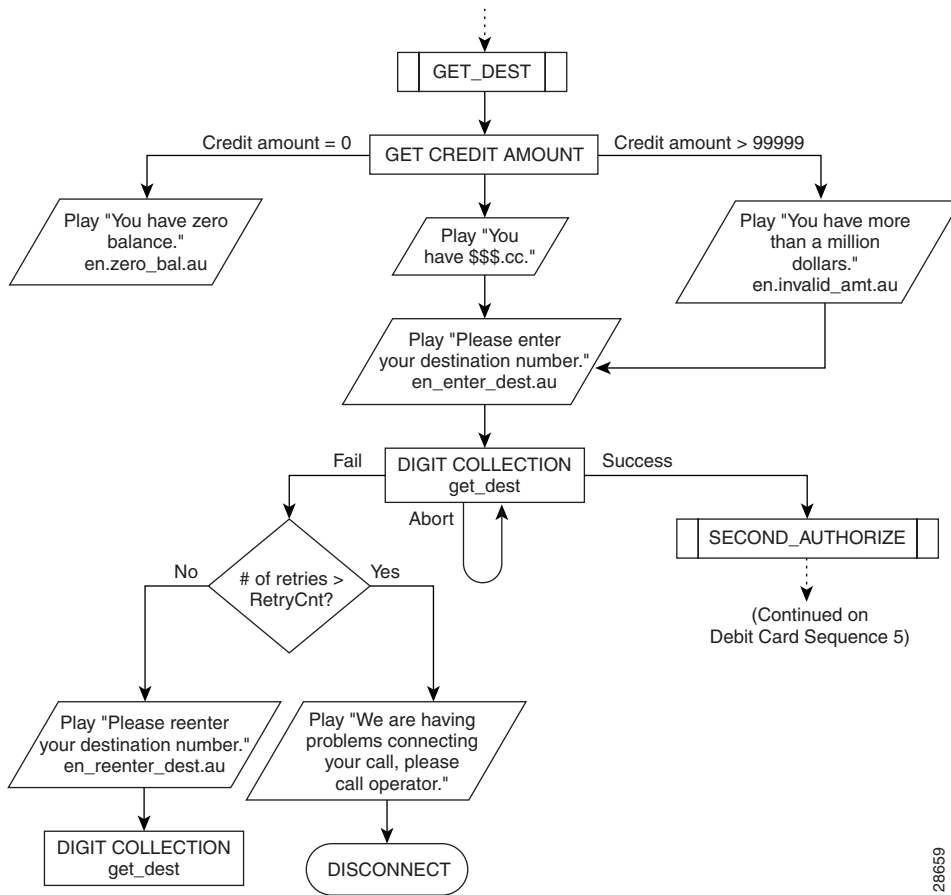 GET_DEST
Credit amount = 0
GET CREDIT AMOUNT
Credit amount > 99999
Play "You have zero
balance."
en.zero_bal.au
Play "You
have $$$.cc."
Play "You have more
than a million
dollars."
en.invalid_amt.au
Play "Please enter
your destination number."
en_enter_dest.au
Fail
DIGIT COLLECTION
get_dest
Success
Abort
SECOND_AUTHORIZE
(Continued on
Debit Card Sequence 5)
No
# of retries >
RetryCnt?
Yes
Play "Please reenter
your destination number."
en_reenter_dest.au
Play "We are having
problems connecting
your call, please
call operator."
DIGIT COLLECTION
get_dest
DISCONNECT
28659